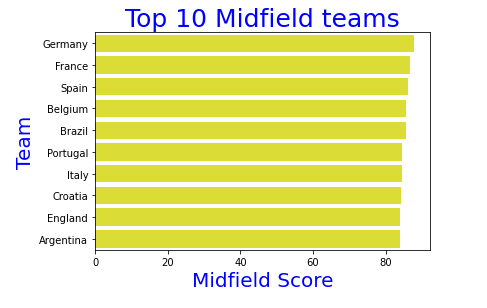 Top 10 Midfield teams
Team
Germany
France
Spain
Belgium
Brazil
Portugal
Italy
Croatia
England
Argentina
0 20 40 60 80
Midfield Score